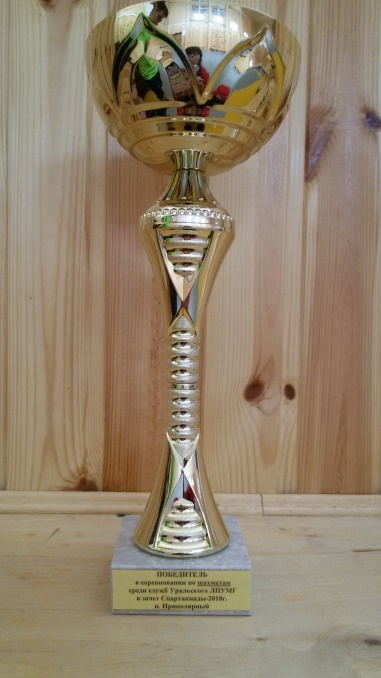 ПОБЕДИТЕЛЬ
в соревновании по шахматам
среди служб Уральского ЛПУМГ
в зачет Спартакиады-2018г.
п. Приполярный